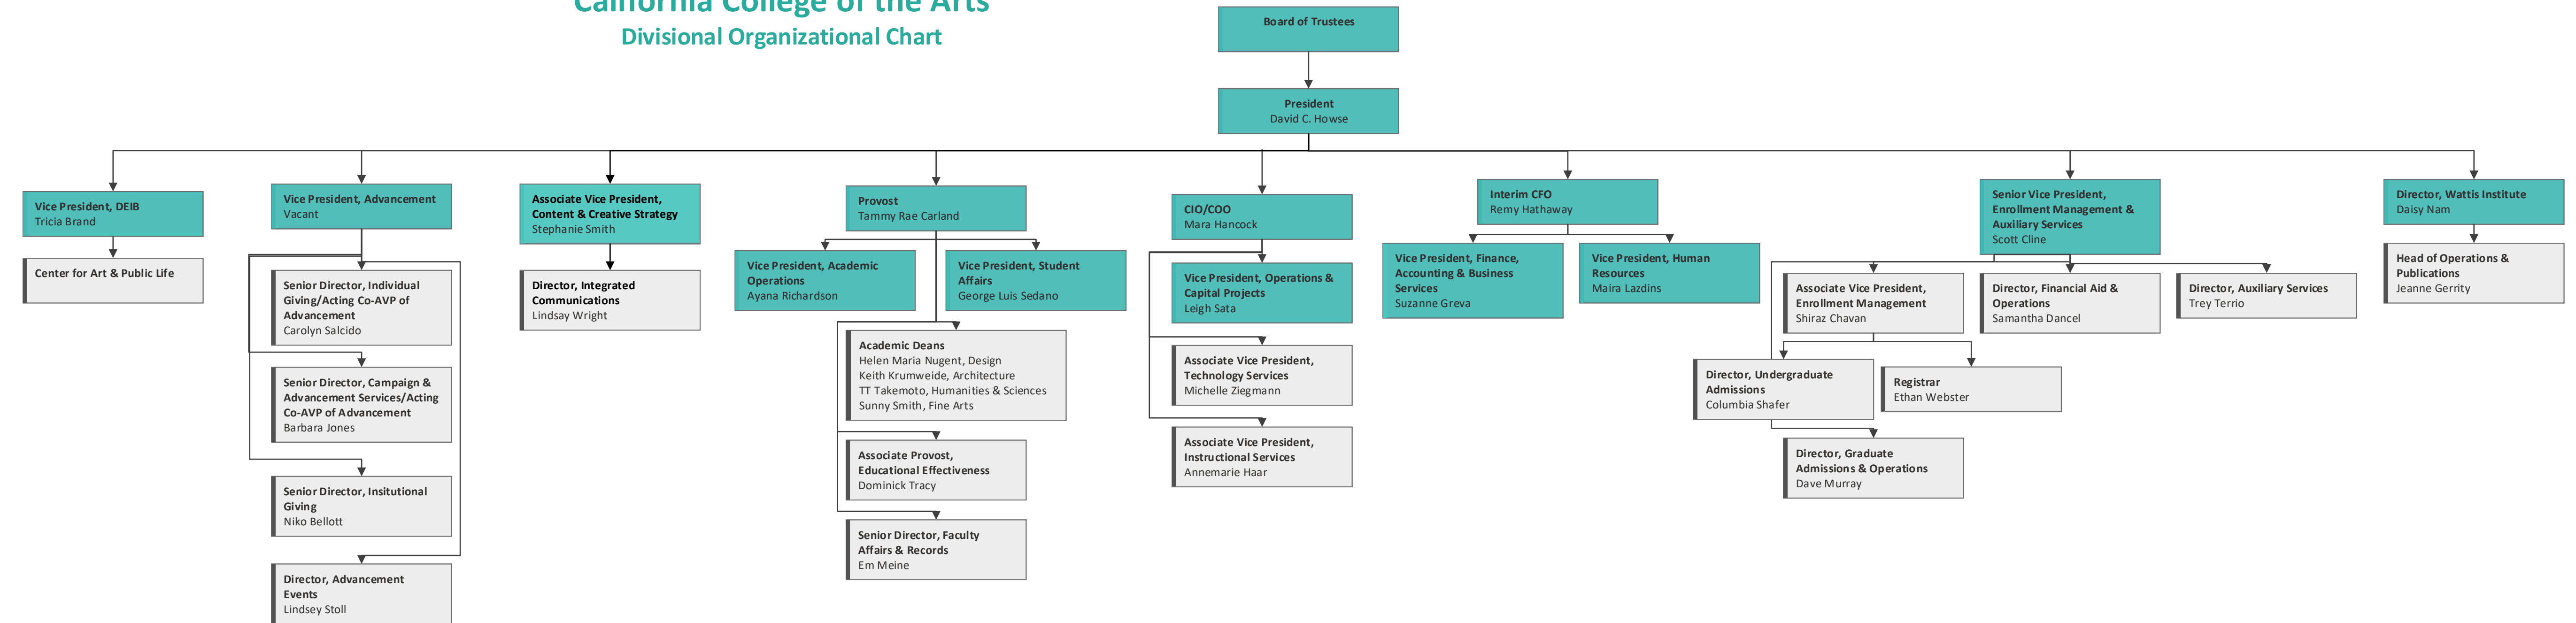 California College of the Arts
Divisional Organizational Chart
Board of Trustees
President
David C. Howse
Vice President, DEIB
Tricia Brand
Center for Art & Public Life
Vice President, Advancement
Vacant
Senior Director, Individual
Giving/Acting Co-AVP of
Advancement
Carolyn Salcido
Senior Director, Campaign &
Advancement Services/Acting
Co-AVP of Advancement
Barbara Jones
Senior Director, Insitutional
Giving
Niko Bellott
Director, Advancement
Events
Lindsey Stoll
Associate Vice President,
Content & Creative Strategy
Stephanie Smith
Director, Integrated
Communications
Lindsay Wright
Provost
Tammy Rae Carland
Vice President, Academic
Operations
Ayana Richardson
Vice President, Student
Affairs
George Luis Sedano
Academic Deans
Helen Maria Nugent, Design
Keith Krumweide, Architecture
TT Takemoto, Humanities & Sciences
Sunny Smith, Fine Arts
Associate Provost,
Educational Effectiveness
Dominick Tracy
Senior Director, Faculty
Affairs & Records
Em Meine
CIO/COO
Mara Hancock
Vice President, Operations &
Capital Projects
Leigh Sata
Associate Vice President,
Technology Services
Michelle Ziegmann
Associate Vice President,
Instructional Services
Annemarie Haar
Interim CFO
Remy Hathaway
Vice President, Finance,
Accounting & Business
Services
Suzanne Greva
Vice President, Human
Resources
Maira Lazdins
Senior Vice President,
Enrollment Management &
Auxiliary Services
Scott Cline
Associate Vice President,
Enrollment Management
Shiraz Chavan
Director, Financial Aid &
Operations
Samantha Dancel
Director, Auxiliary Services
Trey Terrio
Director, Undergraduate
Admissions
Columbia Shafer
Registrar
Ethan Webster
Director, Graduate
Admissions & Operations
Dave Murray
Director, Wattis Institute
Daisy Nam
Head of Operations &
Publications
Jeanne Gerrity